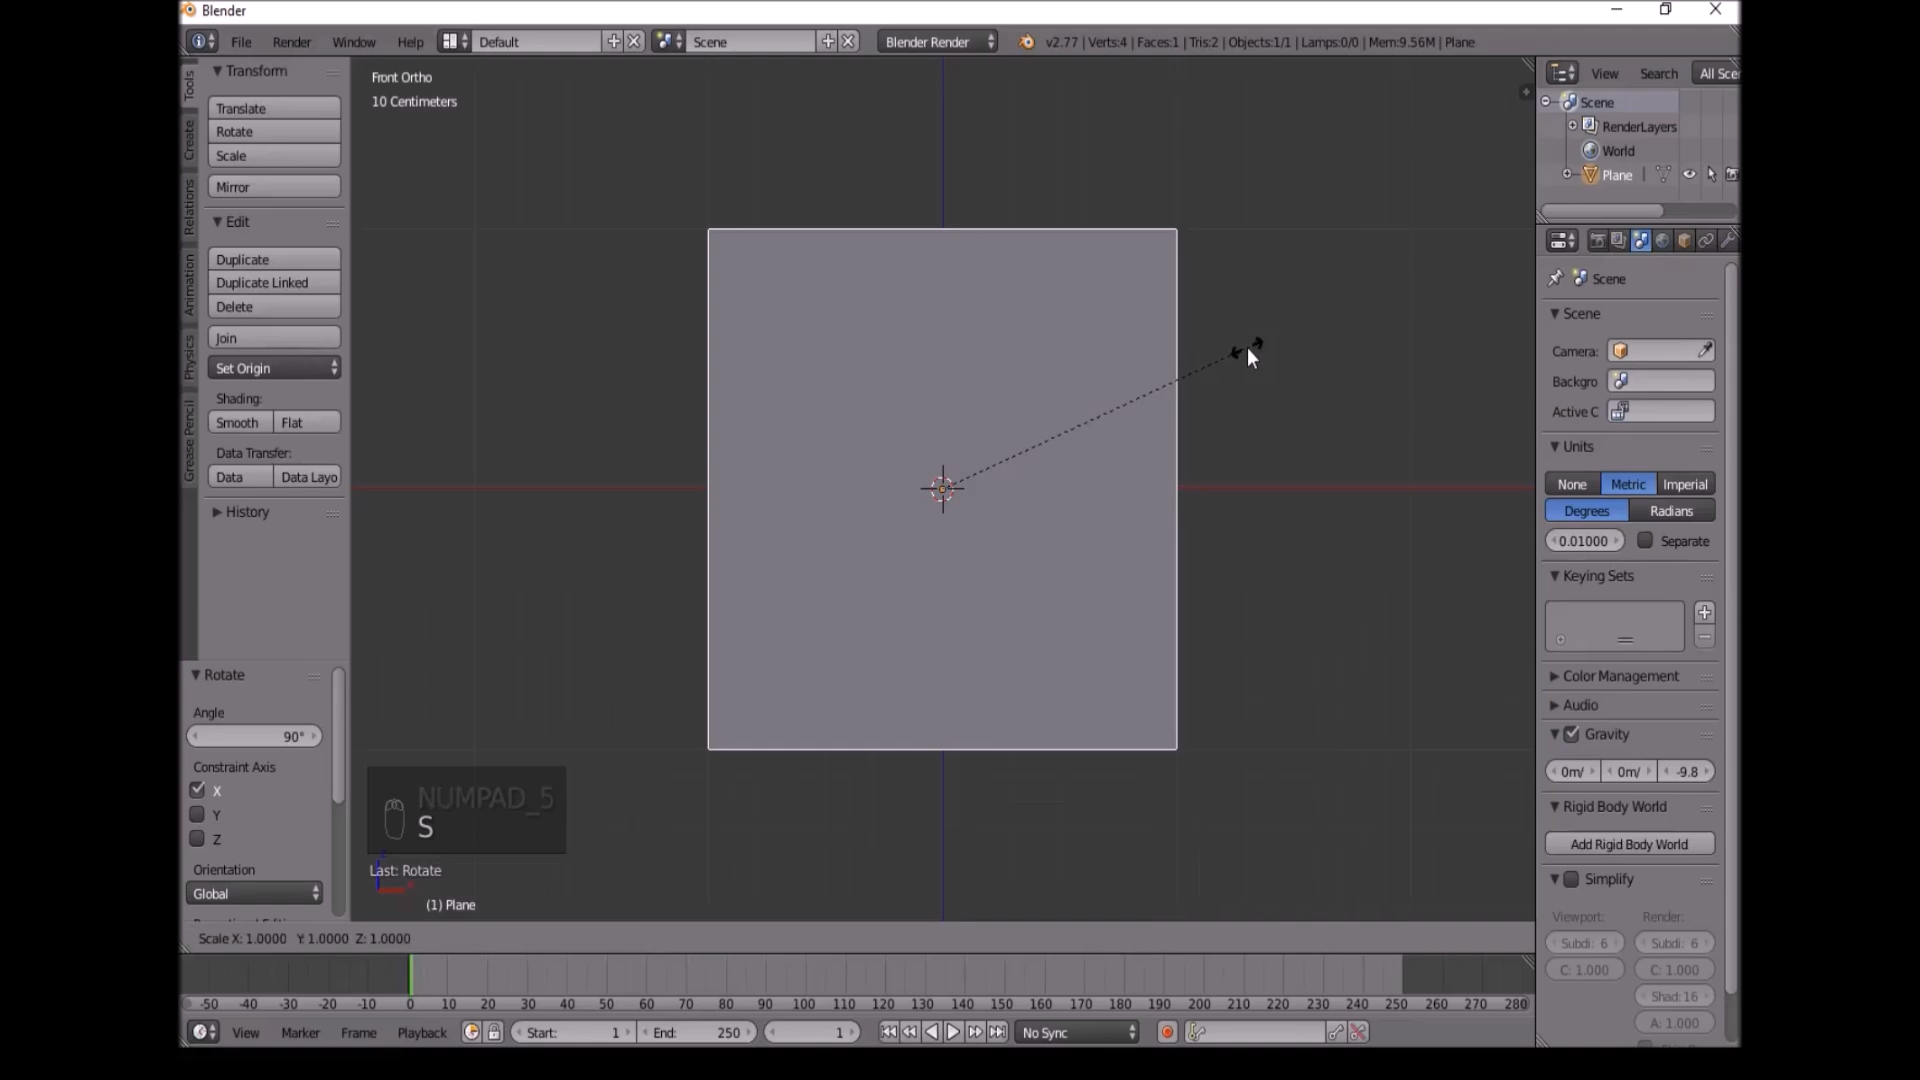 Blender
File Render Window Help Default Scene Blender Render v2.77 | Verts:4 | Faces:1 | Tris:2 | Objects:1/1 | Lamps:0/0 | Mem:9.56M | Plane
Tools
Create
Relations
Animation
Physics
Grease Pencil
Transform
Translate
Rotate
Scale
Mirror
Edit
Duplicate
Duplicate Linked
Delete
Join
Set Origin
Shading:
Smooth Flat
Data Transfer:
Data Data Layo
History
Rotate
Angle
90°
Constraint Axis
X
Y
Z
Orientation
Global
Front Ortho
10 Centimeters
NUMPAD_5
S
Last: Rotate
(1) Plane
Scale X: 1.0000 Y: 1.0000 Z: 1.0000
View Search All Sce
Scene
RenderLayers
World
Plane
Scene
Scene
Camera:
Backgro
Active C
Units
None Metric Imperial
Degrees Radians
0.01000 Separate
Keying Sets
Color Management
Audio
Gravity
0m/ 0m/ -9.8
Rigid Body World
Add Rigid Body World
Simplify
Viewport: Render:
Subdi: 6 Subdi: 6
C: 1.000 C: 1.000
Shad:16
A: 1.000
-50 -40 -30 -20 -10 0 10 20 30 40 50 60 70 80 90 100 110 120 130 140 150 160 170 180 190 200 210 220 230 240 250 260 270 280
View Marker Frame Playback Start: 1 End: 250 1 No Sync